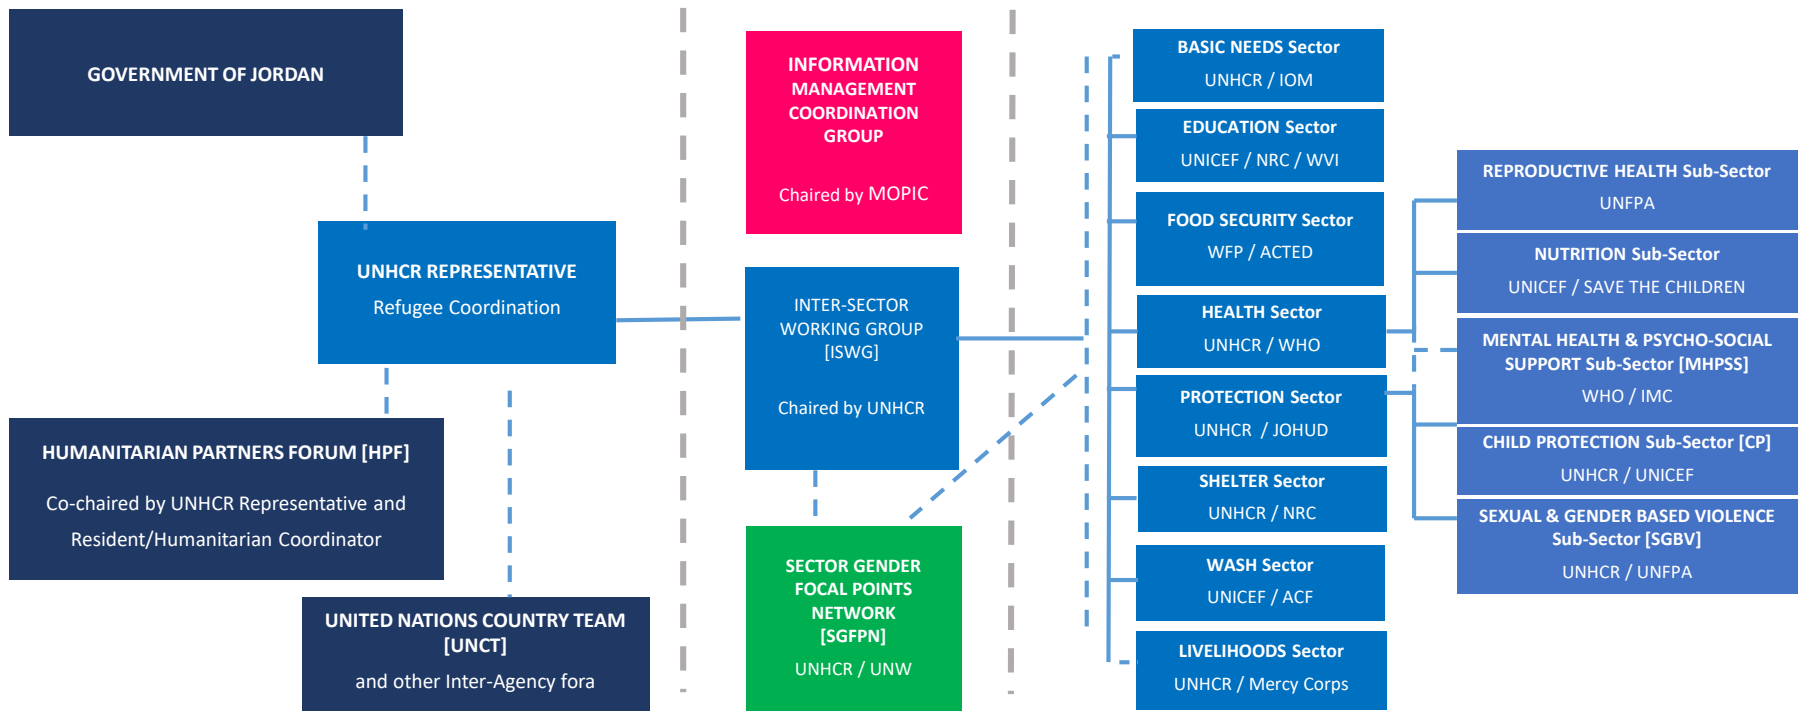 GOVERNMENT OF JORDAN
UNHCR REPRESENTATIVE
Refugee Coordination
HUMANITARIAN PARTNERS FORUM [HPF]
Co-chaired by UNHCR Representative and
Resident/Humanitarian Coordinator
UNITED NATIONS COUNTRY TEAM
[UNCT]
and other Inter-Agency fora
INFORMATION
MANAGEMENT
COORDINATION
GROUP
Chaired by MOPIC
INTER-SECTOR
WORKING GROUP
[ISWG]
Chaired by UNHCR
SECTOR GENDER
FOCAL POINTS
NETWORK
[SGFPN]
UNHCR / UNW
BASIC NEEDS Sector
UNHCR / IOM
EDUCATION Sector
UNICEF / NRC / WVI
FOOD SECURITY Sector
WFP / ACTED
HEALTH Sector
UNHCR / WHO
PROTECTION Sector
UNHCR / JOHUD
SHELTER Sector
UNHCR / NRC
WASH Sector
UNICEF / ACF
LIVELIHOODS Sector
UNHCR / Mercy Corps
REPRODUCTIVE HEALTH Sub-Sector
UNFPA
NUTRITION Sub-Sector
UNICEF / SAVE THE CHILDREN
MENTAL HEALTH & PSYCHO-SOCIAL
SUPPORT Sub-Sector [MHPSS]
WHO / IMC
CHILD PROTECTION Sub-Sector [CP]
UNHCR / UNICEF
SEXUAL & GENDER BASED VIOLENCE
Sub-Sector [SGBV]
UNHCR / UNFPA